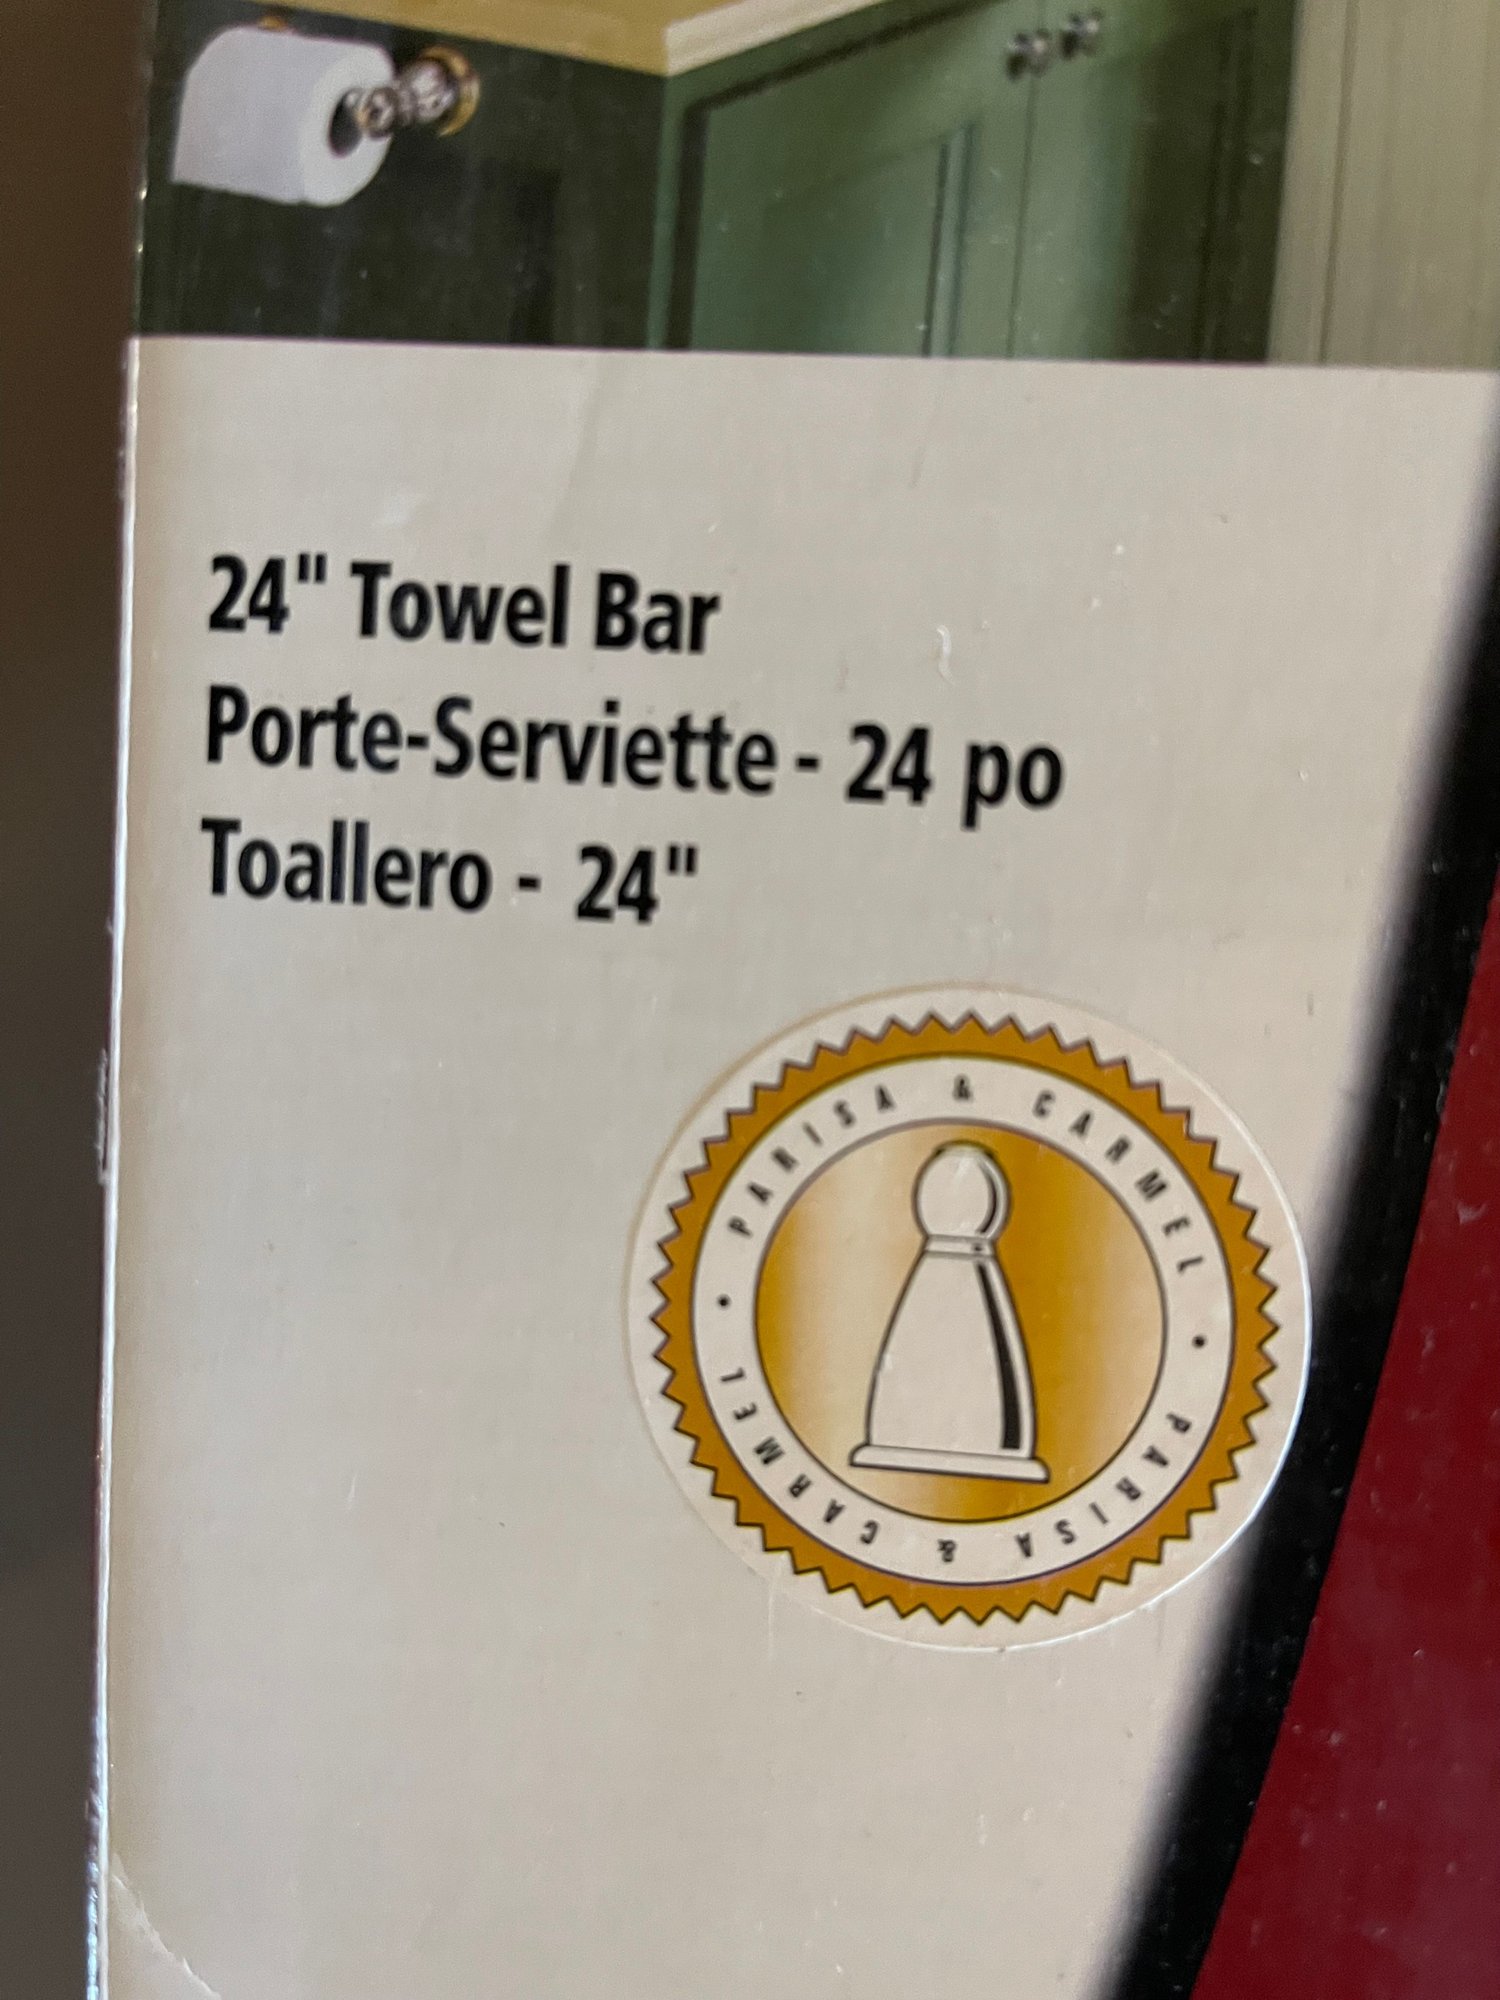 24" Towel Bar
Porte-Serviette - 24 po
Toallero - 24"
PARISA & CARMEL • PARISA & CARMEL •